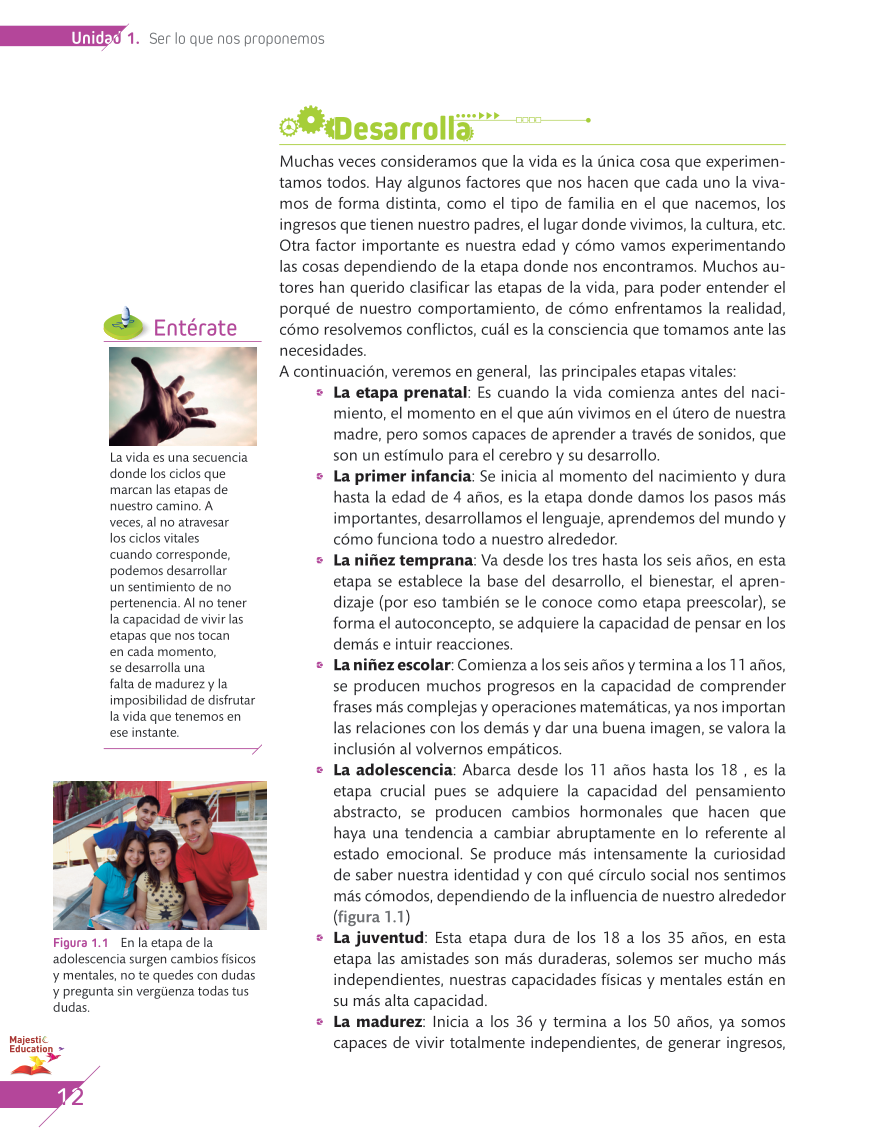 Unidad 1. Ser lo que nos proponemos
Desarrolla
Muchas veces consideramos que la vida es la única cosa que experimen-
tamos todos. Hay algunos factores que nos hacen que cada uno la viva-
mos de forma distinta, como el tipo de familia en el que nacemos, los
ingresos que tienen nuestro padres, el lugar donde vivimos, la cultura, etc.
Otra factor importante es nuestra edad y cómo vamos experimentando
las cosas dependiendo de la etapa donde nos encontramos. Muchos au-
tores han querido clasificar las etapas de la vida, para poder entender el
porqué de nuestro comportamiento, de cómo enfrentamos la realidad,
cómo resolvemos conflictos, cuál es la consciencia que tomamos ante las
necesidades.
A continuación, veremos en general, las principales etapas vitales:
La etapa prenatal: Es cuando la vida comienza antes del naci-
miento, el momento en el que aún vivimos en el útero de nuestra
madre, pero somos capaces de aprender a través de sonidos, que
son un estímulo para el cerebro y su desarrollo.
La primer infancia: Se inicia al momento del nacimiento y dura
hasta la edad de 4 años, es la etapa donde damos los pasos más
importantes, desarrollamos el lenguaje, aprendemos del mundo y
cómo funciona todo a nuestro alrededor.
La niñez temprana: Va desde los tres hasta los seis años, en esta
etapa se establece la base del desarrollo, el bienestar, el apren-
dizaje (por eso también se le conoce como etapa preescolar), se
forma el autoconcepto, se adquiere la capacidad de pensar en los
demás e intuir reacciones.
La niñez escolar: Comienza a los seis años y termina a los 11 años,
se producen muchos progresos en la capacidad de comprender
frases más complejas y operaciones matemáticas, ya nos importan
las relaciones con los demás y dar una buena imagen, se valora la
inclusión al volvernos empáticos.
La adolescencia: Abarca desde los 11 años hasta los 18 , es la
etapa crucial pues se adquiere la capacidad del pensamiento
abstracto, se producen cambios hormonales que hacen que
haya una tendencia a cambiar abruptamente en lo referente al
estado emocional. Se produce más intensamente la curiosidad
de saber nuestra identidad y con qué círculo social nos sentimos
más cómodos, dependiendo de la influencia de nuestro alrededor
(figura 1.1)
La juventud: Esta etapa dura de los 18 a los 35 años, en esta
etapa las amistades son más duraderas, solemos ser mucho más
independientes, nuestras capacidades físicas y mentales están en
su más alta capacidad.
La madurez: Inicia a los 36 y termina a los 50 años, ya somos
capaces de vivir totalmente independientes, de generar ingresos,
Entérate
La vida es una secuencia
donde los ciclos que
marcan las etapas de
nuestro camino. A
veces, al no atravesar
los ciclos vitales
cuando corresponde,
podemos desarrollar
un sentimiento de no
pertenencia. Al no tener
la capacidad de vivir las
etapas que nos tocan
en cada momento,
se desarrolla una
falta de madurez y la
imposibilidad de disfrutar
la vida que tenemos en
ese instante.
Figura 1.1 En la etapa de la
adolescencia surgen cambios físicos
y mentales, no te quedes con dudas
y pregunta sin vergüenza todas tus
dudas.
Majestic
Education
12